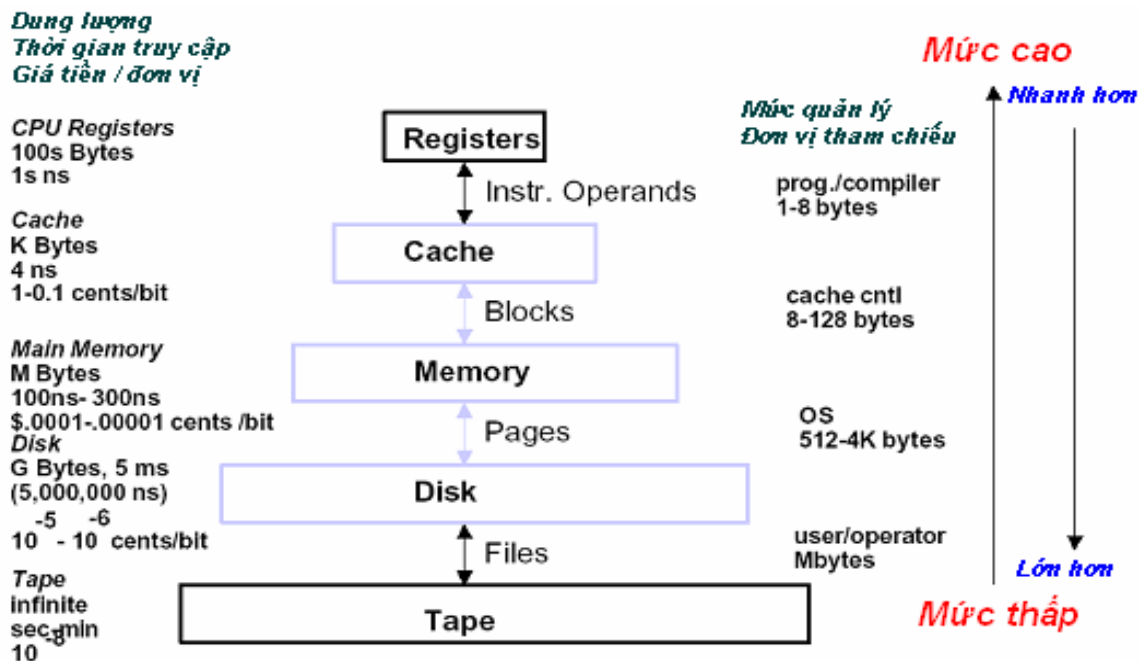 Dung lượng
Thời gian truy cập
Giá tiền / đơn vị
CPU Registers
100s Bytes
1s ns
Cache
K Bytes
4 ns
1-0.1 cents/bit
Main Memory
M Bytes
100ns- 300ns
$.0001-.00001 cents /bit
Disk
G Bytes, 5 ms
(5,000,000 ns)
10^-5 - 10^-6 cents/bit
Tape
infinite
sec-min
10^-8
Registers
Instr. Operands
Cache
Blocks
Memory
Pages
Disk
Files
Tape
Mức quản lý
Đơn vị tham chiếu
prog./compiler
1-8 bytes
cache cntl
8-128 bytes
OS
512-4K bytes
user/operator
Mbytes
Mức cao
Nhanh hơn
Lớn hơn
Mức thấp